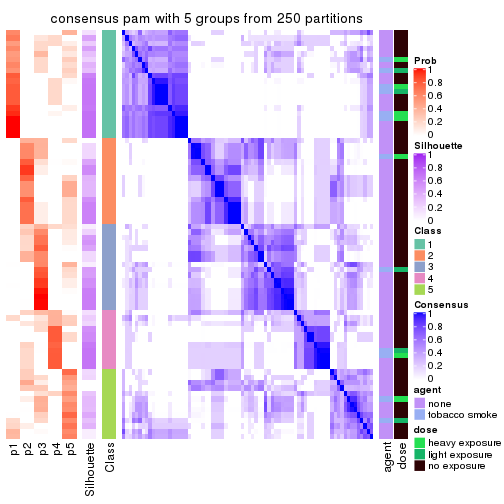 consensus pam with 5 groups from 250 partitions
Prob
1
0.8
0.6
0.4
0.2
0
Silhouette
1
0.8
0.6
0.4
0.2
0
Class
1
2
3
4
5
Consensus
1
0.8
0.6
0.4
0.2
0
agent
none
tobacco smoke
dose
heavy exposure
light exposure
no exposure
p1
p2
p3
p4
p5
Silhouette
Class
agent
dose